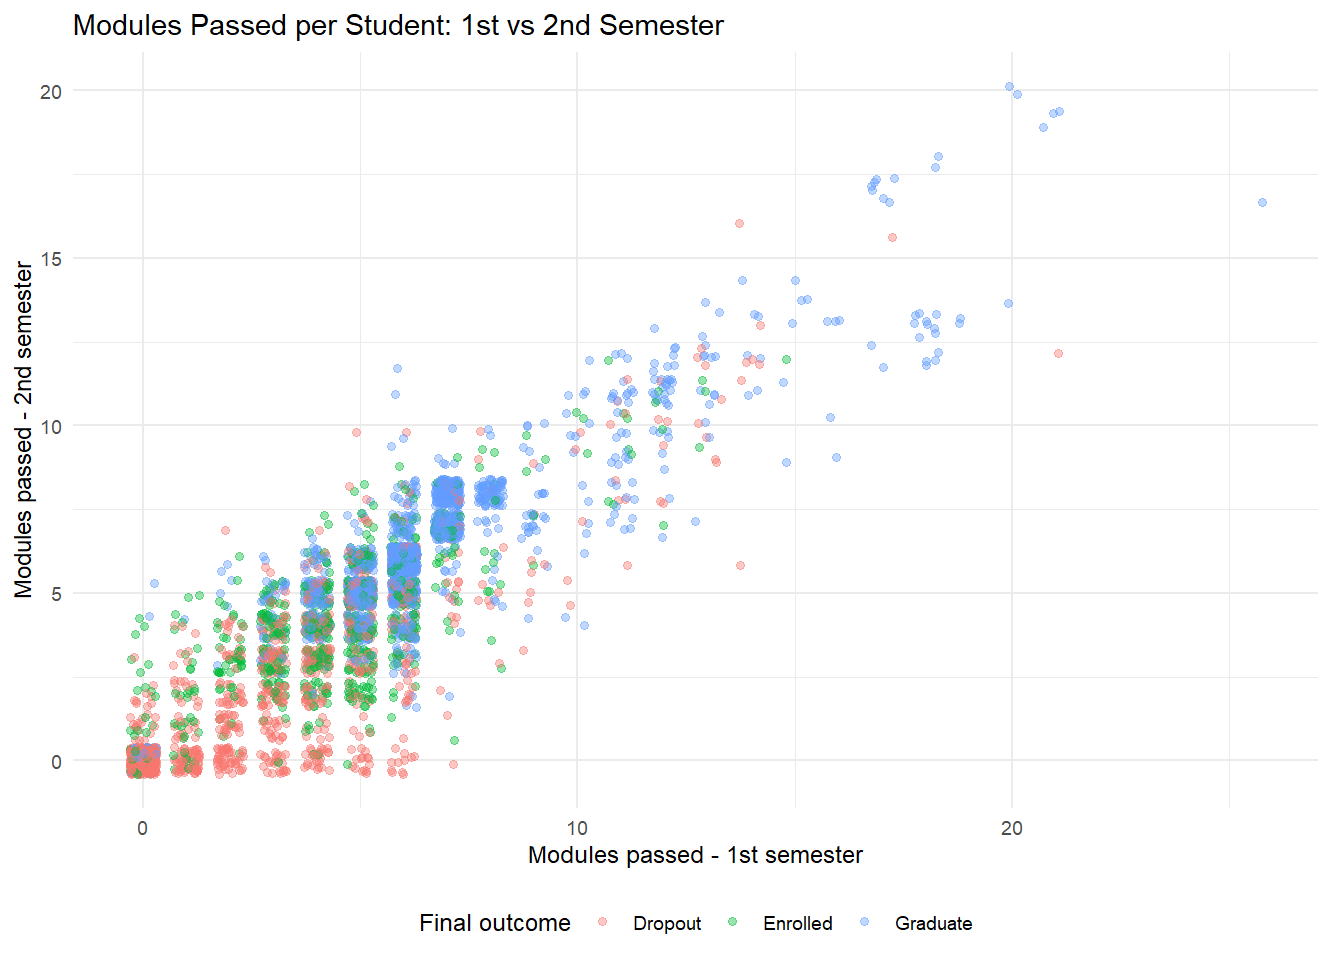 Modules Passed per Student: 1st vs 2nd Semester
Modules passed - 2nd semester
20
15
10
5
0
0
10
20
Modules passed - 1st semester
Final outcome
Dropout
Enrolled
Graduate